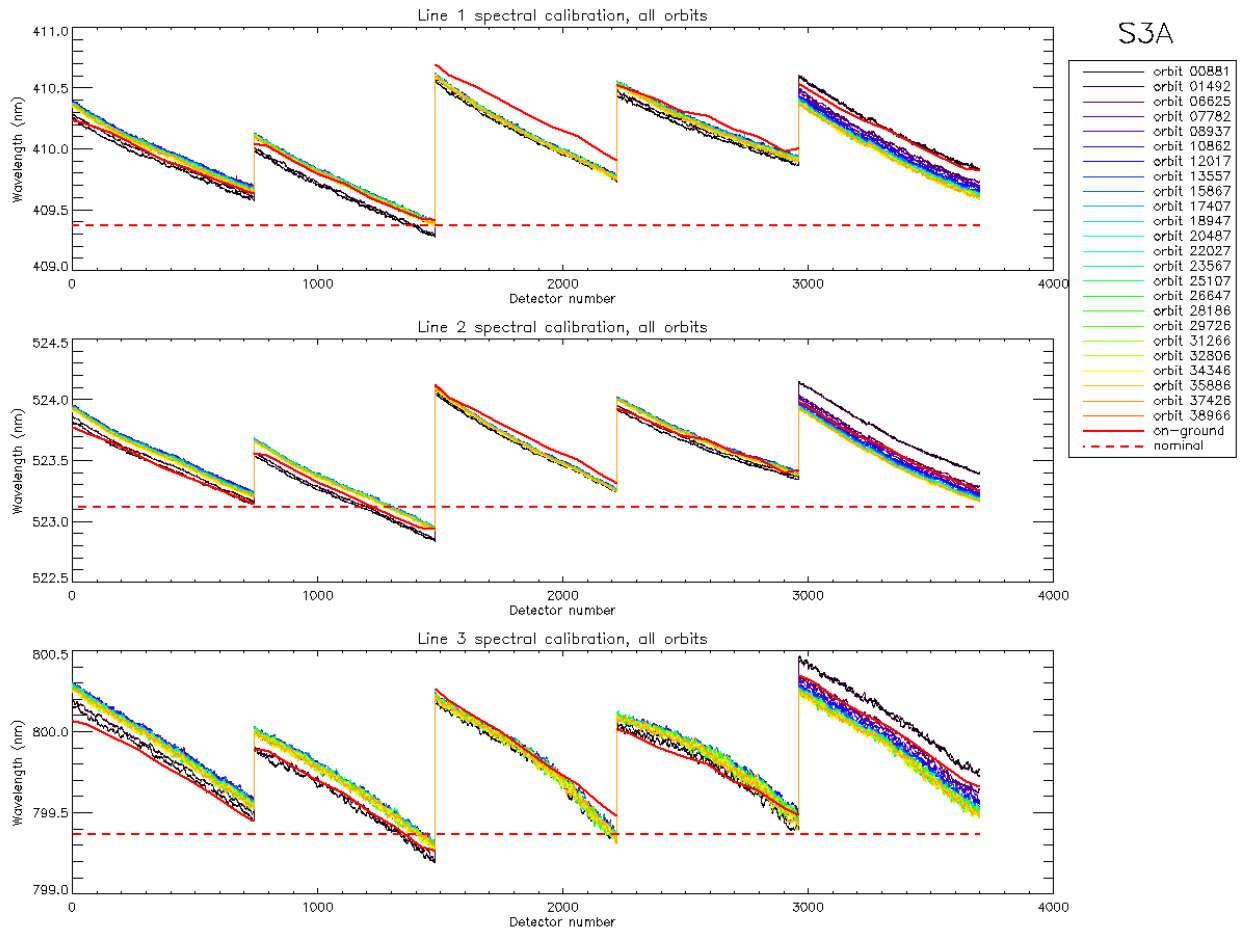 Line 1 spectral calibration, all orbits
S3A
411.0
410.5
410.0
409.5
409.0
Wavelength (nm)
0
1000
2000
3000
4000
Detector number
orbit 00881
orbit 01492
orbit 06625
orbit 07782
orbit 08937
orbit 10862
orbit 12017
orbit 13557
orbit 15867
orbit 17407
orbit 18947
orbit 20487
orbit 22027
orbit 23567
orbit 25107
orbit 26647
orbit 28186
orbit 29726
orbit 31266
orbit 32806
orbit 34346
orbit 35886
orbit 37426
orbit 38966
on-ground
nominal
Line 2 spectral calibration, all orbits
524.5
524.0
523.5
523.0
522.5
Wavelength (nm)
0
1000
2000
3000
4000
Detector number
Line 3 spectral calibration, all orbits
800.5
800.0
799.5
799.0
Wavelength (nm)
0
1000
2000
3000
4000
Detector number